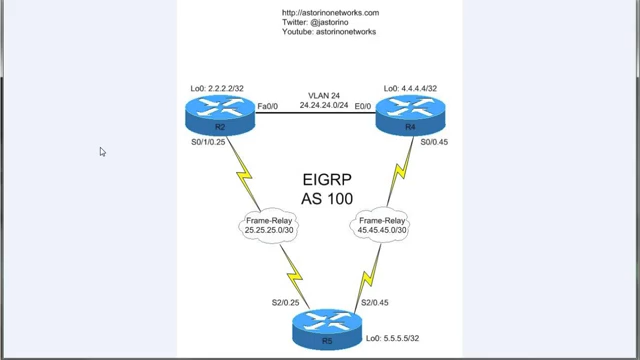 http://astorinonetworks.com
Twitter: @jastorino
Youtube: astorinonetworks
Lo0: 2.2.2.2/32
VLAN 24
24.24.24.0/24
Lo0: 4.4.4.4/32
Fa0/0
E0/0
R2
R4
S0/1/0.25
S0/0.45
EIGRP
AS 100
Frame-Relay
25.25.25.0/30
Frame-Relay
45.45.45.0/30
S2/0.25
S2/0.45
R5
Lo0: 5.5.5.5/32